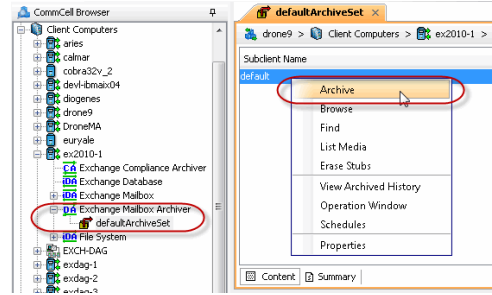 CommCell Browser
Client Computers
aries
calmar
cobra32v_2
devl-ibmaix04
diogenes
drone9
DroneMA
euryale
ex2010-1
CA Exchange Compliance Archiver
iDA Exchange Database
iDA Exchange Mailbox
DA Exchange Mailbox Archiver
defaultArchiveSet
iDA File System
EXCH-DAG
exdag-1
exdag-2
exdag-3
defaultArchiveSet
drone9 > Client Computers > ex2010-1 >
Subclient Name
default
Archive
Browse
Find
List Media
Erase Stubs
View Archived History
Operation Window
Schedules
Properties
Content Summary